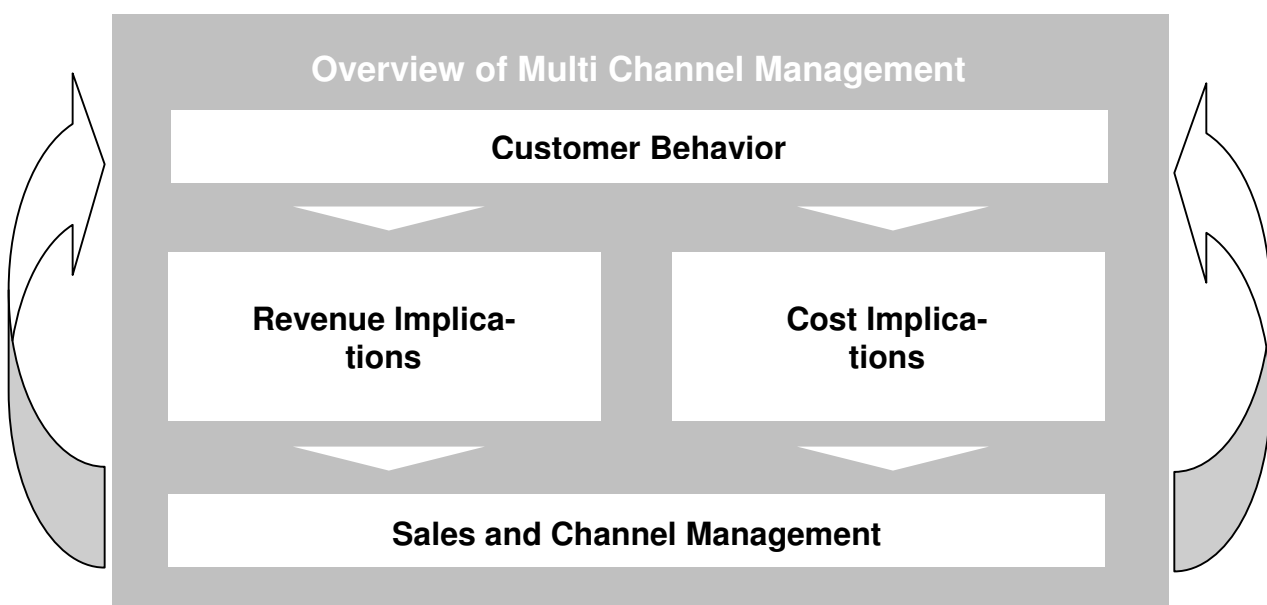 Overview of Multi Channel Management
Customer Behavior
Revenue Implica-
tions
Cost Implica-
tions
Sales and Channel Management